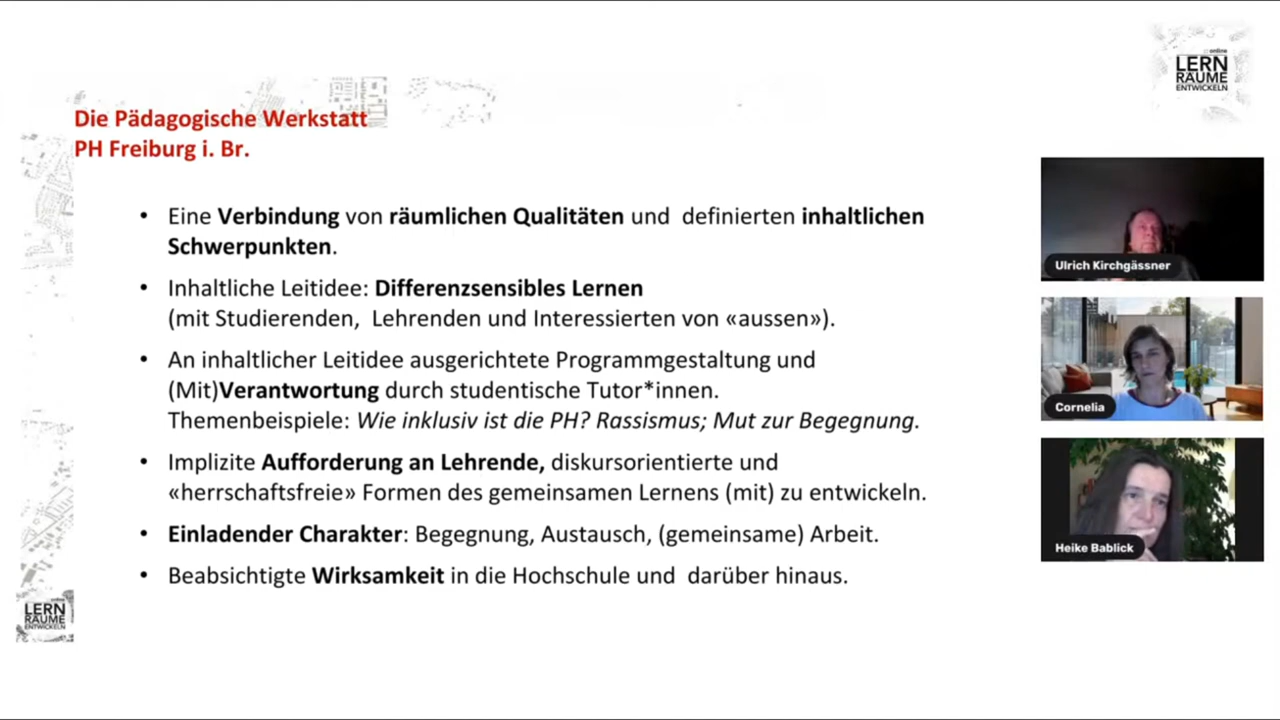 online
LERN
RÄUME
ENTWICKELN
Die Pädagogische Werkstatt
PH Freiburg i. Br.
• Eine Verbindung von räumlichen Qualitäten und definierten inhaltlichen
Schwerpunkten.
• Inhaltliche Leitidee: Differenzsensibles Lernen
(mit Studierenden, Lehrenden und Interessierten von «aussen»).
• An inhaltlicher Leitidee ausgerichtete Programmgestaltung und
(Mit)Verantwortung durch studentische Tutor*innen.
Themenbeispiele: Wie inklusiv ist die PH? Rassismus; Mut zur Begegnung.
• Implizite Aufforderung an Lehrende, diskursorientierte und
«herrschaftsfreie» Formen des gemeinsamen Lernens (mit) zu entwickeln.
• Einladender Charakter: Begegnung, Austausch, (gemeinsame) Arbeit.
• Beabsichtigte Wirksamkeit in die Hochschule und darüber hinaus.
Ulrich Kirchgässner
Cornelia
Heike Bablick
online
LERN
RÄUME
ENTWICKELN